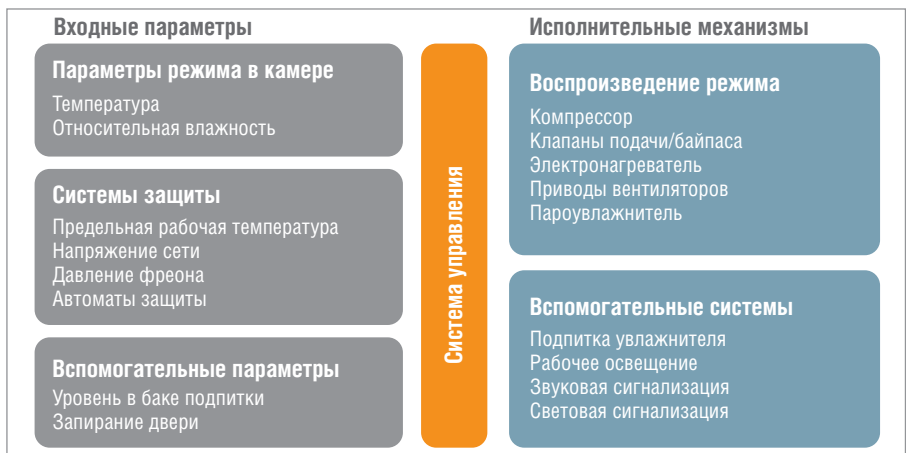 Входные параметры
Параметры режима в камере
Температура
Относительная влажность
Системы защиты
Предельная рабочая температура
Напряжение сети
Давление фреона
Автоматы защиты
Вспомогательные параметры
Уровень в баке подпитки
Запирание двери
Система управления
Исполнительные механизмы
Воспроизведение режима
Компрессор
Клапаны подачи/байпаса
Электронагреватель
Приводы вентиляторов
Пароувлажнитель
Вспомогательные системы
Подпитка увлажнителя
Рабочее освещение
Звуковая сигнализация
Световая сигнализация